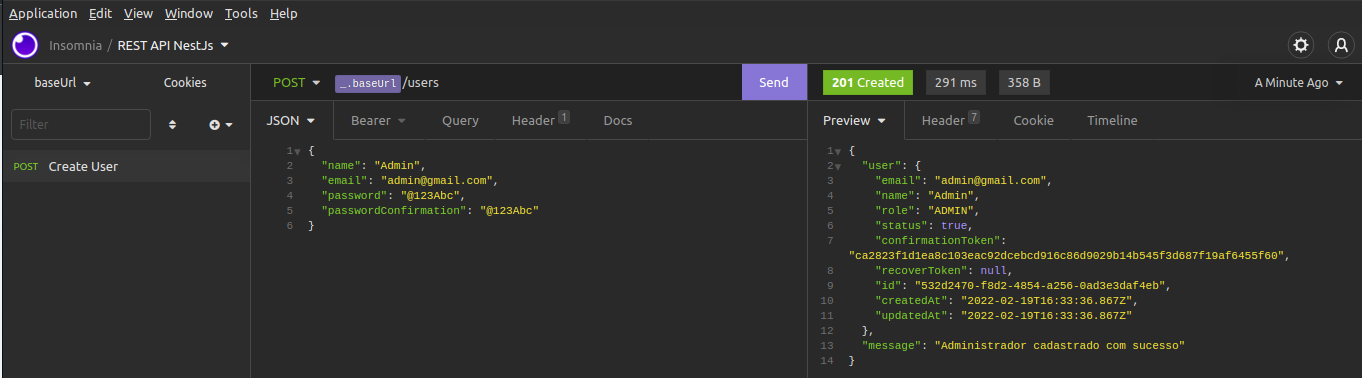 Application Edit View Window Tools Help
Insomnia / REST API NestJs
baseUrl Cookies
POST _.baseUrl/users Send
201 Created 291 ms 358 B A Minute Ago
Filter
JSON Bearer Query Header 1 Docs
Preview Header 7 Cookie Timeline
POST Create User
1 {
2 "name": "Admin",
3 "email": "admin@gmail.com",
4 "password": "@123Abc",
5 "passwordConfirmation": "@123Abc"
6 }
1 {
2 "user": {
3 "email": "admin@gmail.com",
4 "name": "Admin",
5 "role": "ADMIN",
6 "status": true,
7 "confirmationToken":
"ca2823f1d1ea8c103eac92dcebcd916c86d9029b14b545f3d687f19af6455f60",
8 "recoverToken": null,
9 "id": "532d2470-f8d2-4854-a256-0ad3e3daf4eb",
10 "createdAt": "2022-02-19T16:33:36.867Z",
11 "updatedAt": "2022-02-19T16:33:36.867Z"
12 },
13 "message": "Administrador cadastrado com sucesso"
14 }